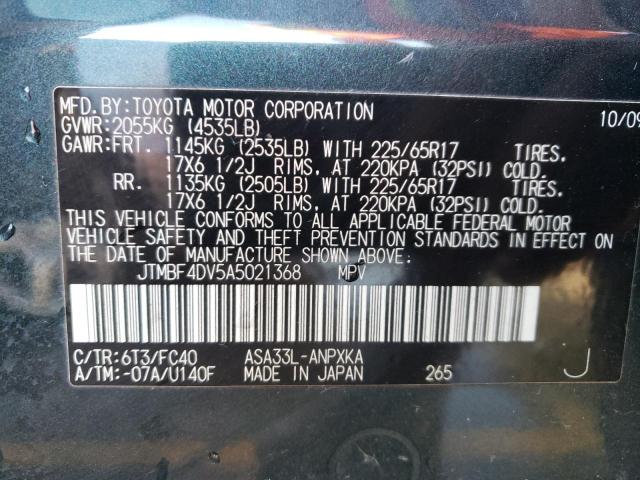 MFD.BY:TOYOTA MOTOR CORPORATION 10/09
GVWR:2055KG (4535LB)
GAWR:FRT. 1145KG (2535LB) WITH 225/65R17 TIRES.
17X6 1/2J RIMS, AT 220KPA (32PSI) COLD.
RR. 1135KG (2505LB) WITH 225/65R17 TIRES,
17X6 1/2J RIMS, AT 220KPA (32PSI) COLD.
THIS VEHICLE CONFORMS TO ALL APPLICABLE FEDERAL MOTOR
VEHICLE SAFETY AND THEFT PREVENTION STANDARDS IN EFFECT ON
THE DATE OF MANUFACTURE SHOWN ABOVE.
JTMBF4DV5A5021368 MPV
C/TR:6T3/FC40 ASA33L-ANPXKA
A/TM:-07A/U140F MADE IN JAPAN 265 J